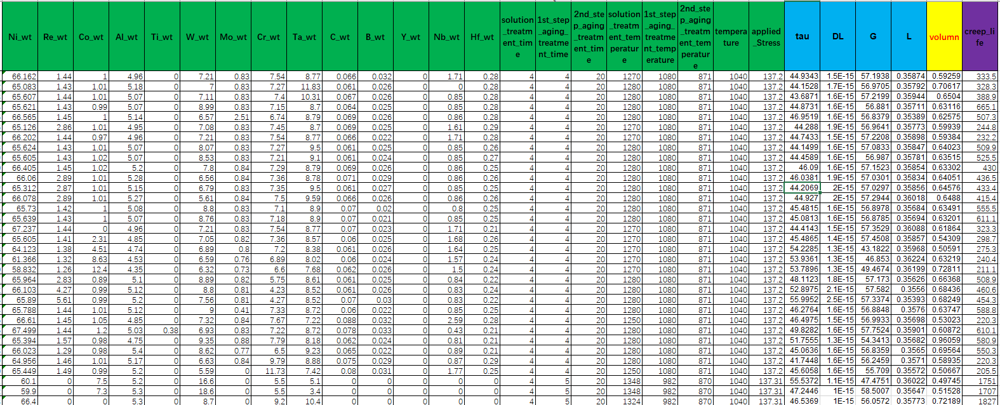 Ni_wt Re_wt Co_wt Al_wt Ti_wt W_wt Mo_wt Cr_wt Ta_wt C_wt B_wt Y_wt Nb_wt Hf_wt solution_treatment_time 1st_step_aging_treatment_time 2nd_step_aging_treatment_time solution_treatment_temperature 1st_step_aging_treatment_temperature 2nd_step_aging_treatment_temperature temperature applied_Stress tau DL G L volumn creep_life
66.162 1.44 1 4.96 0 7.21 0.83 7.54 8.77 0.066 0.032 0 1.71 0.28 4 4 20 1270 1080 871 1040 137.2 44.9343 1.5E-15 57.1938 0.35874 0.59259 333.5
65.083 1.43 1.01 5.18 0 7 0.83 7.27 11.83 0.061 0.026 0 0 0.28 4 4 20 1280 1080 871 1040 137.2 44.1528 1.7E-15 56.9705 0.35792 0.70617 328.3
65.607 1.44 1.01 5.07 0 7.11 0.83 7.4 10.31 0.067 0.026 0 0.85 0.28 4 4 20 1280 1080 871 1040 137.2 43.6871 1.6E-15 57.2199 0.35944 0.6504 388.9
65.621 1.43 0.99 5.07 0 8.99 0.83 7.15 8.7 0.064 0.025 0 0.85 0.28 4 4 20 1280 1080 871 1040 137.2 44.8731 1.6E-15 56.881 0.35711 0.63116 665.1
66.565 1.45 1 5.14 0 6.57 2.51 6.74 8.79 0.069 0.026 0 0.86 0.28 4 4 20 1280 1080 871 1040 137.2 46.9519 1.6E-15 56.8379 0.35389 0.62575 507.3
65.126 2.86 1.01 4.95 0 7.08 0.83 7.45 8.7 0.069 0.025 0 1.61 0.29 4 4 20 1270 1080 871 1040 137.2 44.288 1.9E-15 56.9641 0.35773 0.59939 244.8
66.202 1.44 0.97 4.96 0 7.21 0.83 7.54 8.77 0.066 0.022 0 1.71 0.28 4 4 20 1270 1080 871 1040 137.2 44.7433 1.5E-15 57.2208 0.35898 0.59384 232.2
65.624 1.43 1.01 5.07 0 8.07 0.83 7.27 9.5 0.061 0.025 0 0.85 0.26 4 4 20 1280 1080 871 1040 137.2 44.1499 1.6E-15 57.0833 0.35847 0.64023 509.9
65.605 1.43 1.02 5.07 0 8.53 0.83 7.21 9.1 0.061 0.024 0 0.85 0.27 4 4 20 1280 1080 871 1040 137.2 44.4589 1.6E-15 56.987 0.35781 0.63515 525.5
66.405 1.45 1.02 5.2 0 7.8 0.84 7.29 8.79 0.069 0.026 0 0.86 0.25 4 4 20 1280 1080 871 1040 137.2 46.09 1.6E-15 57.1523 0.35854 0.63302 430
66.06 2.89 1.01 5.28 0 6.56 0.84 7.36 8.78 0.071 0.029 0 0.86 0.26 4 4 20 1280 1080 871 1040 137.2 46.0381 1.9E-15 57.0301 0.35834 0.64051 436.5
65.312 2.87 1.01 5.15 0 6.79 0.83 7.35 9.5 0.061 0.027 0 0.85 0.26 4 4 20 1280 1080 871 1040 137.2 44.2069 2E-15 57.0297 0.35856 0.64576 433.4
66.078 2.89 1.01 5.27 0 5.61 0.84 7.5 9.59 0.066 0.026 0 0.86 0.26 4 4 20 1280 1080 871 1040 137.2 44.927 2E-15 57.2944 0.36018 0.6488 415.4
65.73 1.42 1 5.08 0 8.8 0.83 7.1 8.9 0.07 0.02 0 0.8 0.25 4 4 20 1280 1080 871 1040 137.2 45.4815 1.6E-15 56.8978 0.35684 0.63491 555.5
65.639 1.43 1 5.07 0 8.76 0.83 7.18 8.9 0.07 0.021 0 0.85 0.25 4 4 20 1280 1080 871 1040 137.2 45.0813 1.6E-15 56.8785 0.35694 0.63201 611.1
67.237 1.44 0 4.96 0 7.21 0.83 7.54 8.77 0.07 0.023 0 1.71 0.21 4 4 20 1270 1080 871 1040 137.2 44.4143 1.5E-15 57.3529 0.36088 0.61864 323.3
65.605 1.41 2.31 4.85 0 7.05 0.82 7.36 8.57 0.06 0.025 0 1.68 0.26 4 4 20 1270 1080 871 1040 137.2 45.4865 1.4E-15 57.4508 0.35857 0.54309 298.7
64.123 1.38 4.51 4.74 0 6.89 0.8 7.2 8.38 0.061 0.026 0 1.64 0.25 4 4 20 1270 1080 871 1040 137.2 54.2285 1.3E-15 43.1822 0.35968 0.50591 275.3
61.366 1.32 8.63 4.53 0 6.59 0.76 6.89 8.02 0.06 0.024 0 1.57 0.24 4 4 20 1270 1080 871 1040 137.2 53.9361 1.3E-15 46.853 0.36224 0.63219 240.4
58.832 1.26 12.4 4.35 0 6.32 0.73 6.6 7.68 0.062 0.026 0 1.5 0.24 4 4 20 1270 1080 871 1040 137.2 53.7896 1.3E-15 49.4674 0.36199 0.72811 211.1
65.964 2.83 0.89 5.1 0 8.89 0.82 5.75 8.61 0.061 0.025 0 0.84 0.22 4 4 20 1280 1080 871 1040 137.2 48.1123 1.8E-15 57.173 0.35626 0.66368 508.9
66.103 4.27 0.99 5.12 0 8.8 0.81 4.23 8.52 0.061 0.026 0 0.83 0.24 4 4 20 1280 1080 871 1040 137.2 52.8975 2.1E-15 57.582 0.3556 0.68436 460.6
65.89 5.61 0.99 5.2 0 7.56 0.81 4.27 8.52 0.07 0.03 0 0.83 0.22 4 4 20 1280 1080 871 1040 137.2 55.9952 2.5E-15 57.3374 0.35393 0.68249 454.3
65.788 1.44 1.01 5.12 0 9 0.41 7.33 8.72 0.06 0.022 0 0.85 0.25 4 4 20 1280 1080 871 1040 137.2 46.2764 1.6E-15 56.8848 0.3576 0.63747 588.8
66.61 1.45 1.05 4.85 0 7.32 0.84 7.67 7.22 0.088 0.032 0 2.59 0.28 4 4 20 1250 1080 871 1040 137.2 46.4975 1.5E-15 56.9933 0.35698 0.53023 220.3
67.499 1.44 1.2 5.03 0.38 6.93 0.83 7.22 8.72 0.078 0.033 0 0.43 0.21 4 4 20 1280 1080 871 1040 137.2 49.8282 1.6E-15 57.7524 0.35901 0.60872 610.1
65.394 1.57 0.98 4.75 0 9.35 0.88 7.79 8.18 0.062 0.024 0 0.81 0.21 4 4 20 1280 1080 871 1040 137.2 51.7555 1.3E-15 54.3413 0.35682 0.96059 580.9
66.023 1.29 0.98 5.4 0 8.62 0.77 6.5 9.23 0.065 0.022 0 0.89 0.21 4 4 20 1280 1080 871 1040 137.2 45.0636 1.6E-15 56.8359 0.3565 0.69564 550.3
64.956 1.46 1.01 5.17 0 6.63 0.84 9.79 8.88 0.075 0.029 0 0.87 0.29 4 4 20 1280 1080 871 1040 137.2 41.7448 1.6E-15 56.2459 0.3571 0.58935 220.3
65.449 1.49 0.99 5.2 0 5.59 0 11.73 7.42 0.08 0.031 0 1.77 0.25 4 4 20 1250 1080 871 1040 137.2 45.6058 1.6E-15 55.709 0.35572 0.50667 205.5
60.1 0 7.5 5.2 0 16.6 0 5.5 5.1 0 0 0 0 0 4 5 20 1348 982 870 1040 137.31 55.5372 1.1E-15 47.4751 0.36022 0.49745 1751
59.9 0 7.3 5.3 0 18.6 0 5.5 3.4 0 0 0 0 0 4 5 20 1348 982 870 1040 137.31 47.2446 1E-15 58.5007 0.35647 0.51528 1707
66.4 0 0 5.3 0 8.7 0 9.2 10.4 0 0 0 0 0 4 5 20 1324 982 870 1040 137.31 46.5369 1E-15 56.0572 0.35773 0.72189 1827